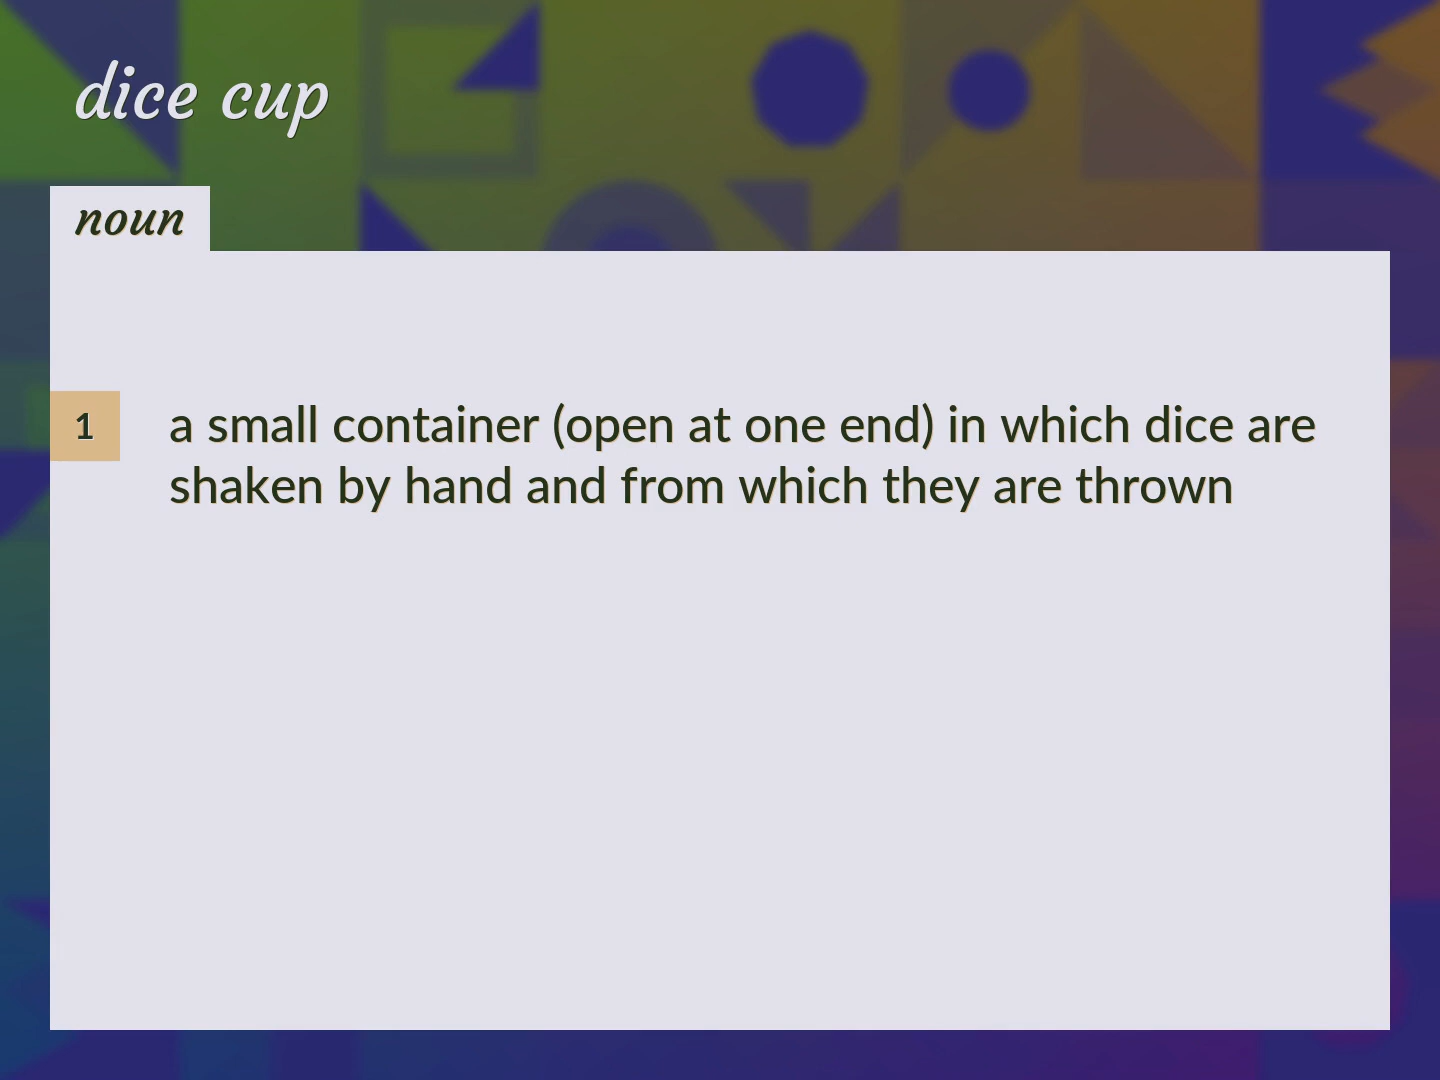 dice cup
noun
1
a small container (open at one end) in which dice are
shaken by hand and from which they are thrown